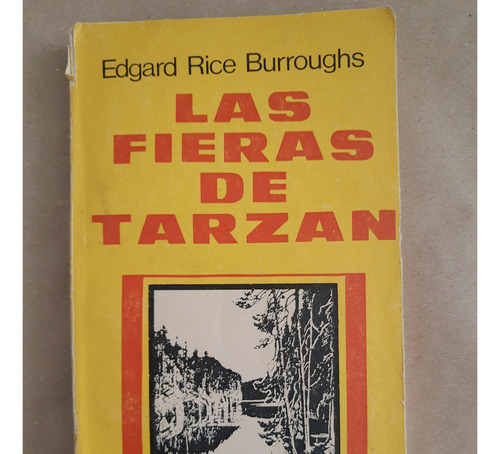 Edgard Rice Burroughs
LAS
FIERAS
DE
TARZAN